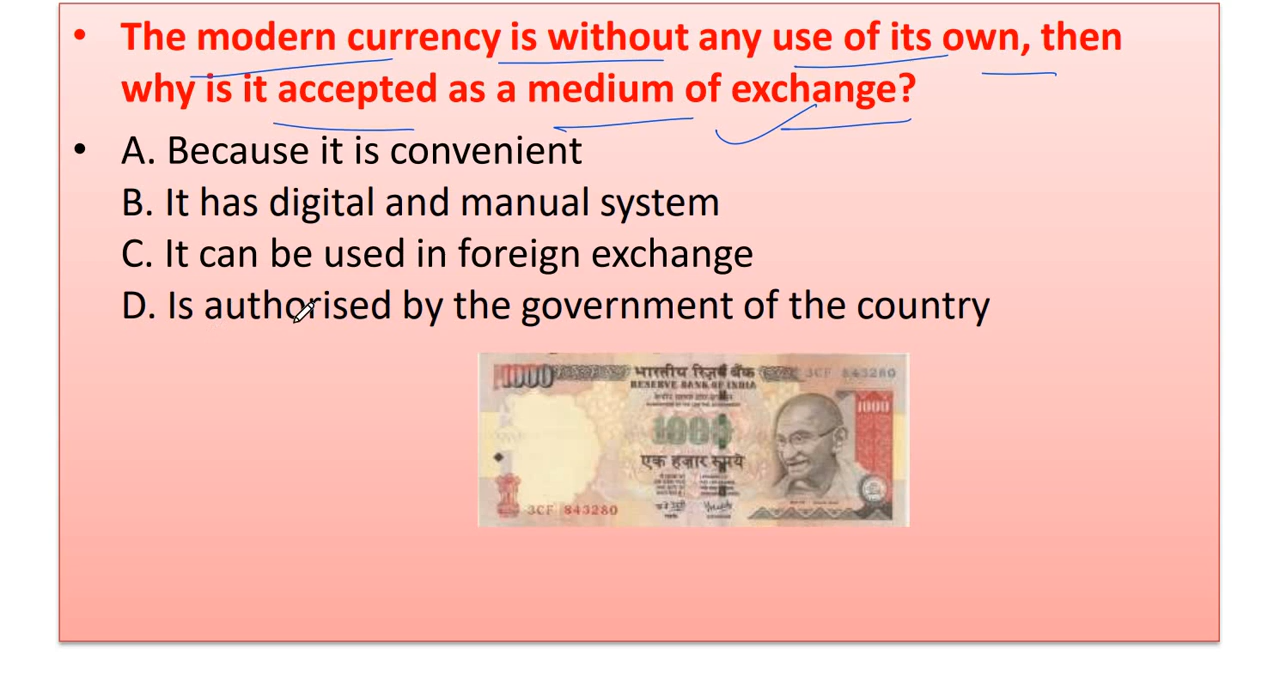 • The modern currency is without any use of its own, then
why is it accepted as a medium of exchange?
• A. Because it is convenient
B. It has digital and manual system
C. It can be used in foreign exchange
D. Is authorised by the government of the country
1000 भारतीय रिज़र्व बैंक 3CF 843280
RESERVE BANK OF INDIA
1000
1000
एक हज़ार रुपये
3CF 843280